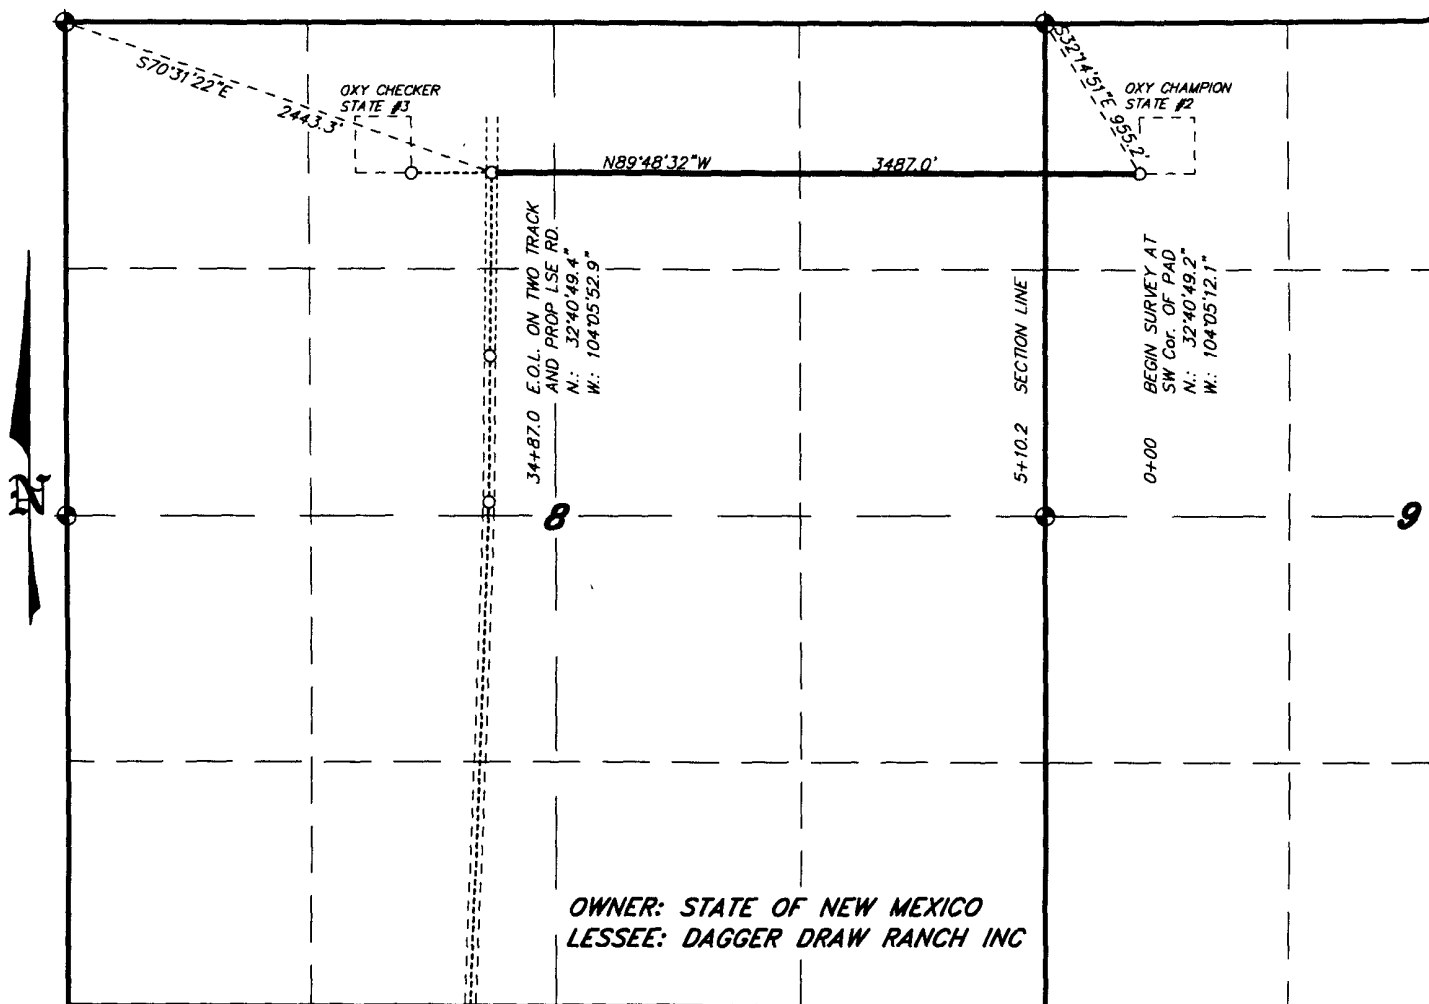 S70°31'22"E
2443.3'
OXY CHECKER
STATE #3
N89°48'32"W
3487.0'
S32°14'51"E 955.2'
OXY CHAMPION
STATE #2
34+87.0 E.O.L. ON TWO TRACK
AND PROP LSE RD.
N.: 32°40'49.4"
W.: 104°05'52.9"
5+10.2 SECTION LINE
0+00 BEGIN SURVEY AT
SW Cor. OF PAD
N.: 32°40'49.2"
W.: 104°05'12.1"
N
8
9
OWNER: STATE OF NEW MEXICO
LESSEE: DAGGER DRAW RANCH INC